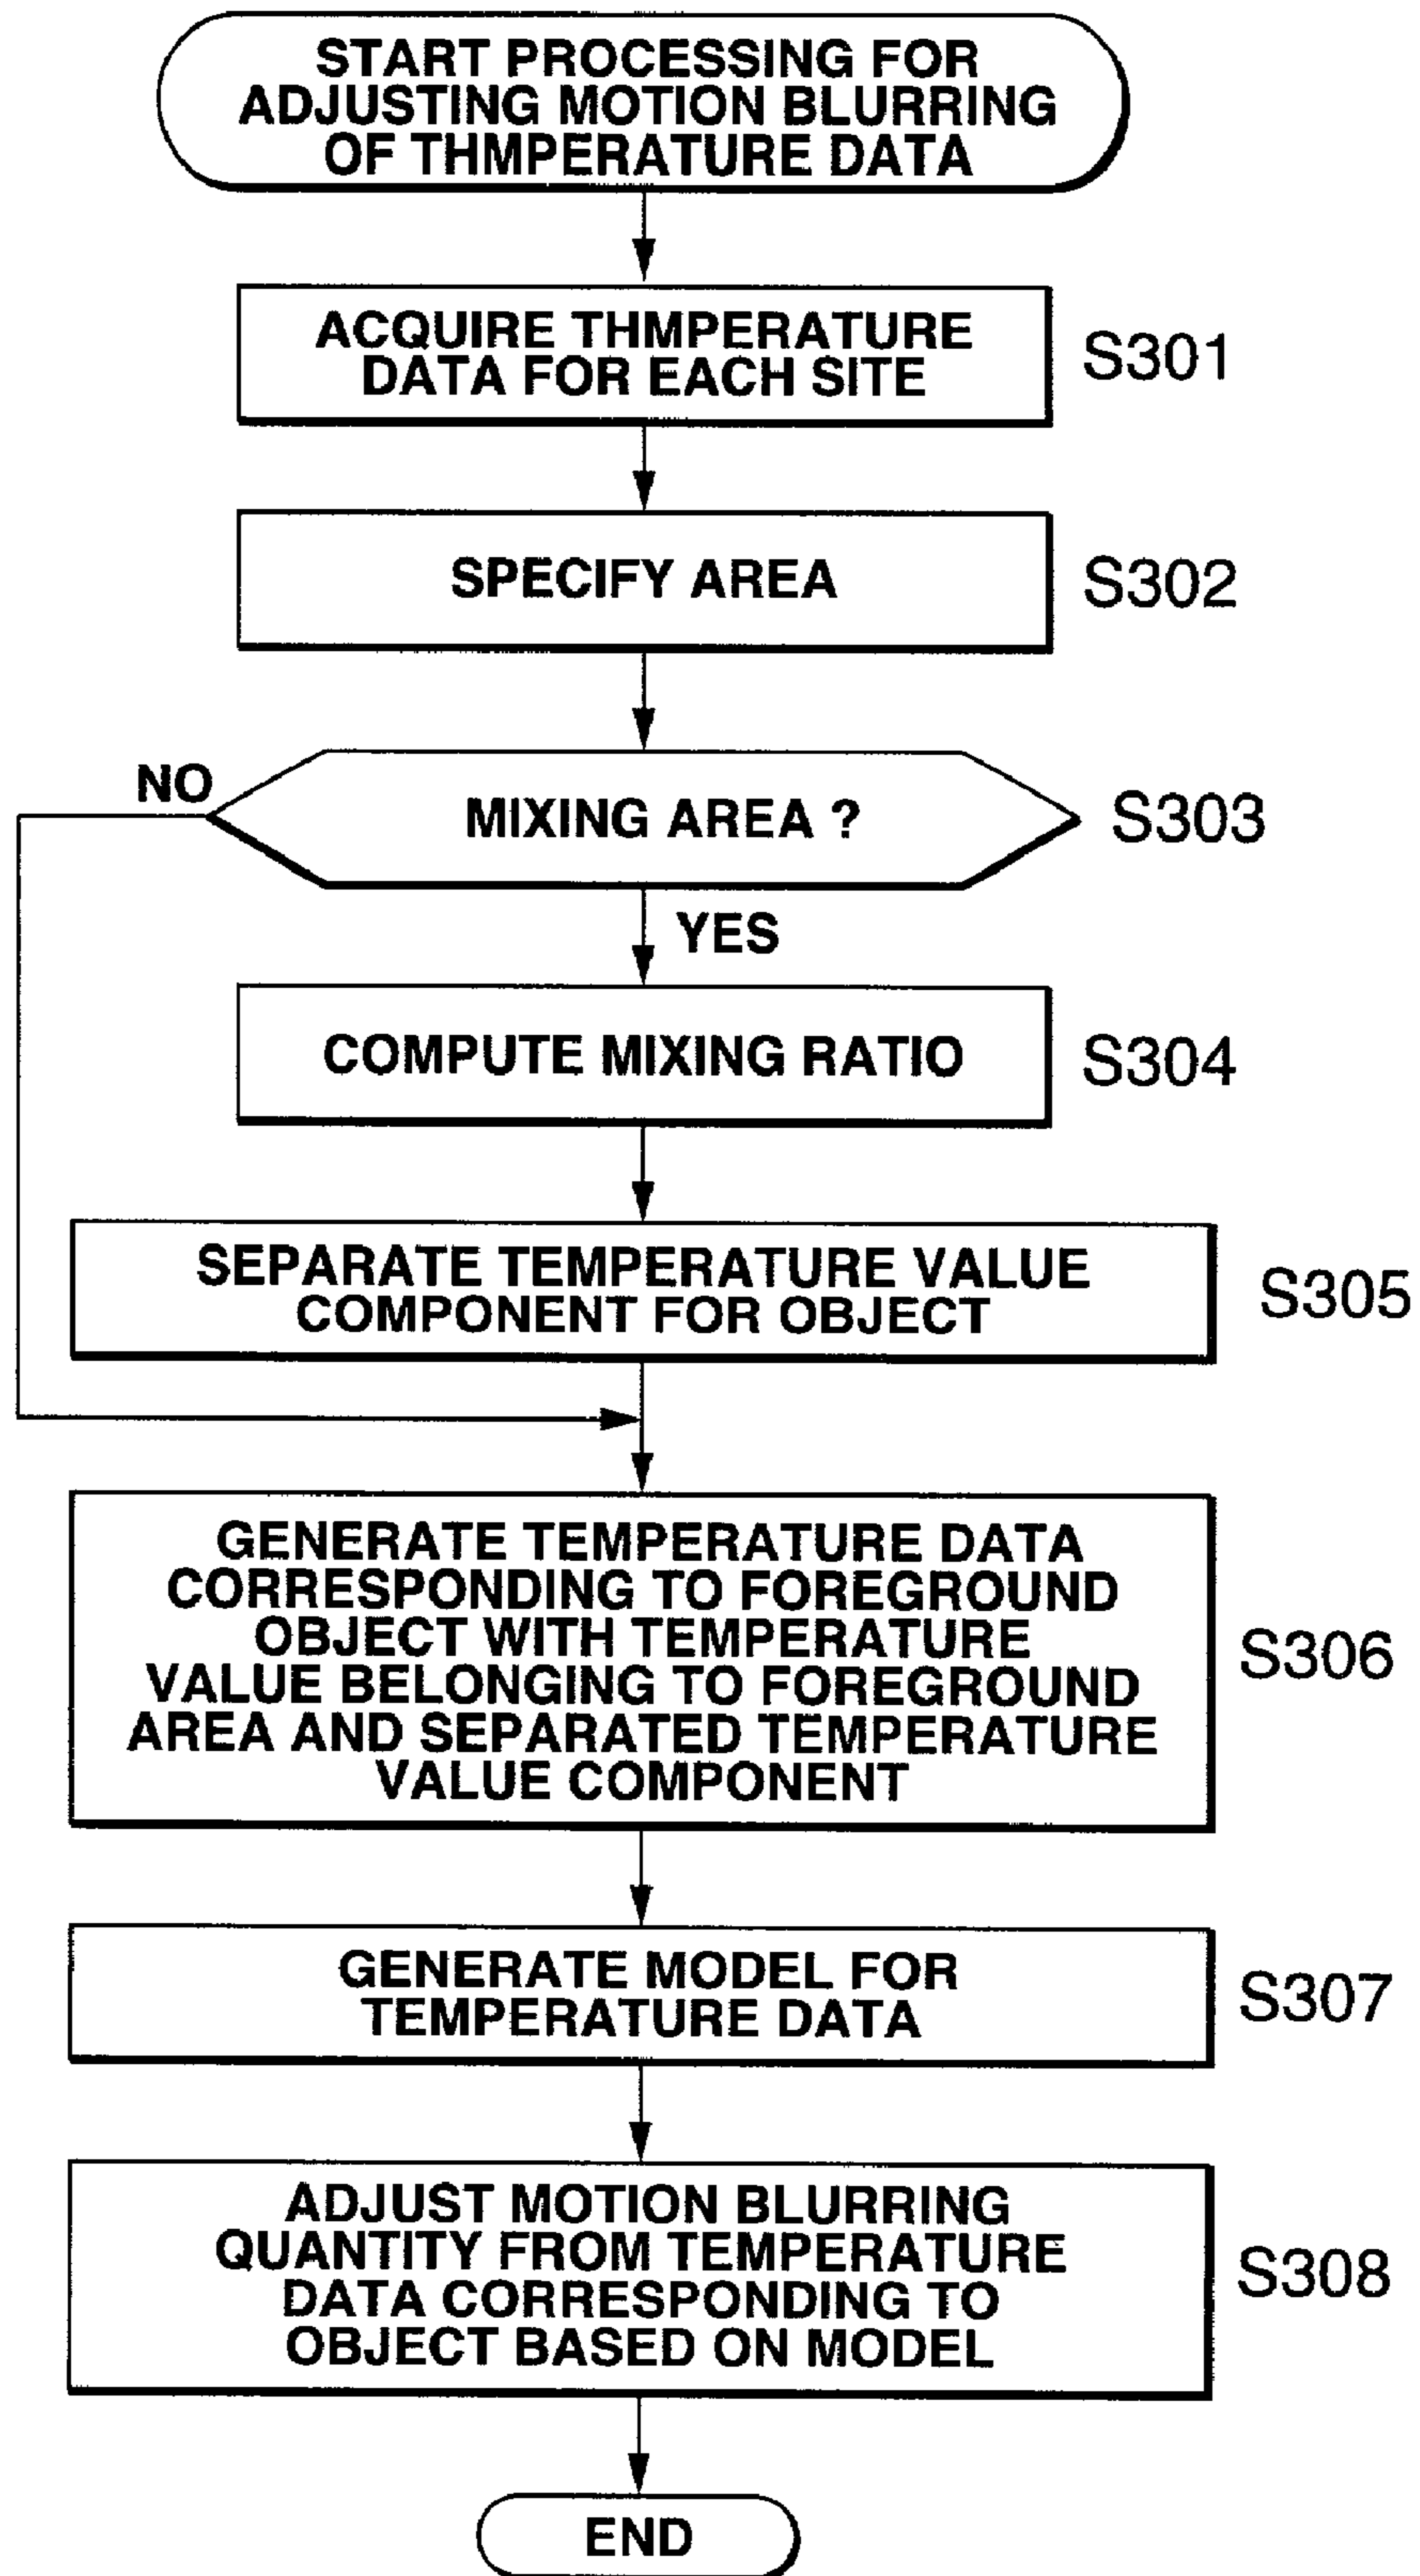 START PROCESSING FOR
ADJUSTING MOTION BLURRING
OF THMPERATURE DATA
ACQUIRE THMPERATURE
DATA FOR EACH SITE
S301
SPECIFY AREA
S302
NO
MIXING AREA ?
S303
YES
COMPUTE MIXING RATIO
S304
SEPARATE TEMPERATURE VALUE
COMPONENT FOR OBJECT
S305
GENERATE TEMPERATURE DATA
CORRESPONDING TO FOREGROUND
OBJECT WITH TEMPERATURE
VALUE BELONGING TO FOREGROUND
AREA AND SEPARATED TEMPERATURE
VALUE COMPONENT
S306
GENERATE MODEL FOR
TEMPERATURE DATA
S307
ADJUST MOTION BLURRING
QUANTITY FROM TEMPERATURE
DATA CORRESPONDING TO
OBJECT BASED ON MODEL
S308
END